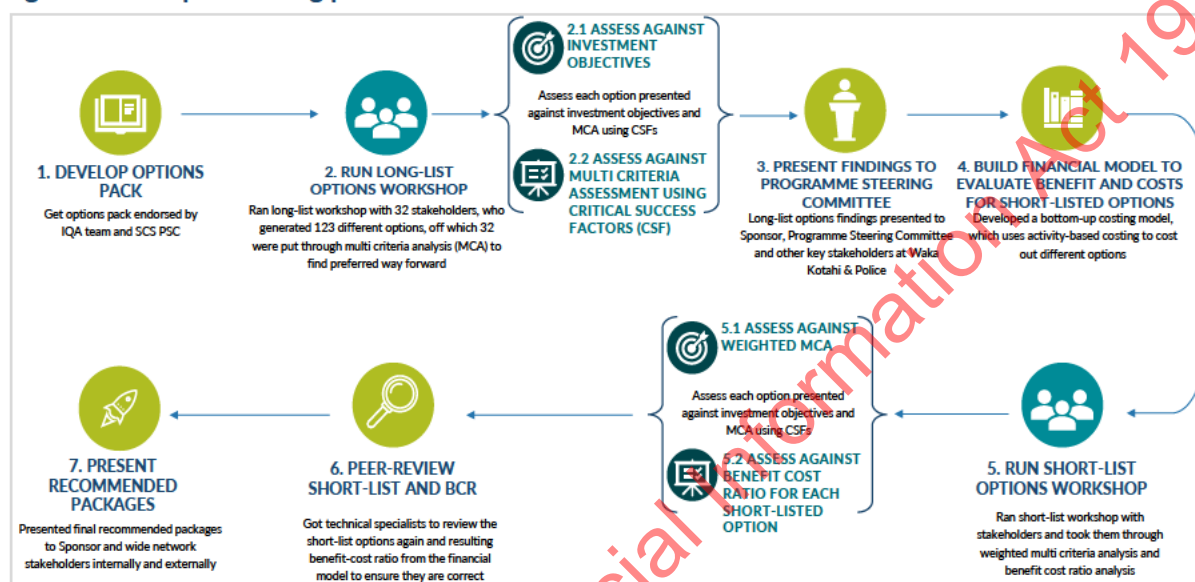 1. DEVELOP OPTIONS
PACK
Get options pack endorsed by
IQA team and SCS PSC
2. RUN LONG-LIST
OPTIONS WORKSHOP
Ran long-list workshop with 32 stakeholders, who
generated 123 different options, off which 32
were put through multi criteria analysis (MCA) to
find preferred way forward
2.1 ASSESS AGAINST
INVESTMENT
OBJECTIVES
Assess each option presented
against investment objectives and
MCA using CSFs
2.2 ASSESS AGAINST
MULTI CRITERIA
ASSESSMENT USING
CRITICAL SUCCESS
FACTORS (CSF)
3. PRESENT FINDINGS TO
PROGRAMME STEERING
COMMITTEE
Long-list options findings presented to
Sponsor, Programme Steering Committee
and other key stakeholders at Waka
Kotahi & Police
4. BUILD FINANCIAL MODEL TO
EVALUATE BENEFIT AND COSTS
FOR SHORT-LISTED OPTIONS
Developed a bottom-up costing model,
which uses activity-based costing to cost
out different options
5. RUN SHORT-LIST
OPTIONS WORKSHOP
Ran short-list workshop with
stakeholders and took them through
weighted multi criteria analysis and
benefit cost ratio analysis
5.1 ASSESS AGAINST
WEIGHTED MCA
Assess each option presented
against investment objectives and
MCA using CSFs
5.2 ASSESS AGAINST
BENEFIT COST
RATIO FOR EACH
SHORT-LISTED
OPTION
6. PEER-REVIEW
SHORT-LIST AND BCR
Got technical specialists to review the
short-list options again and resulting
benefit-cost ratio from the financial
model to ensure they are correct
7. PRESENT
RECOMMENDED
PACKAGES
Presented final recommended packages
to Sponsor and wide network
stakeholders internally and externally
Information Act 19